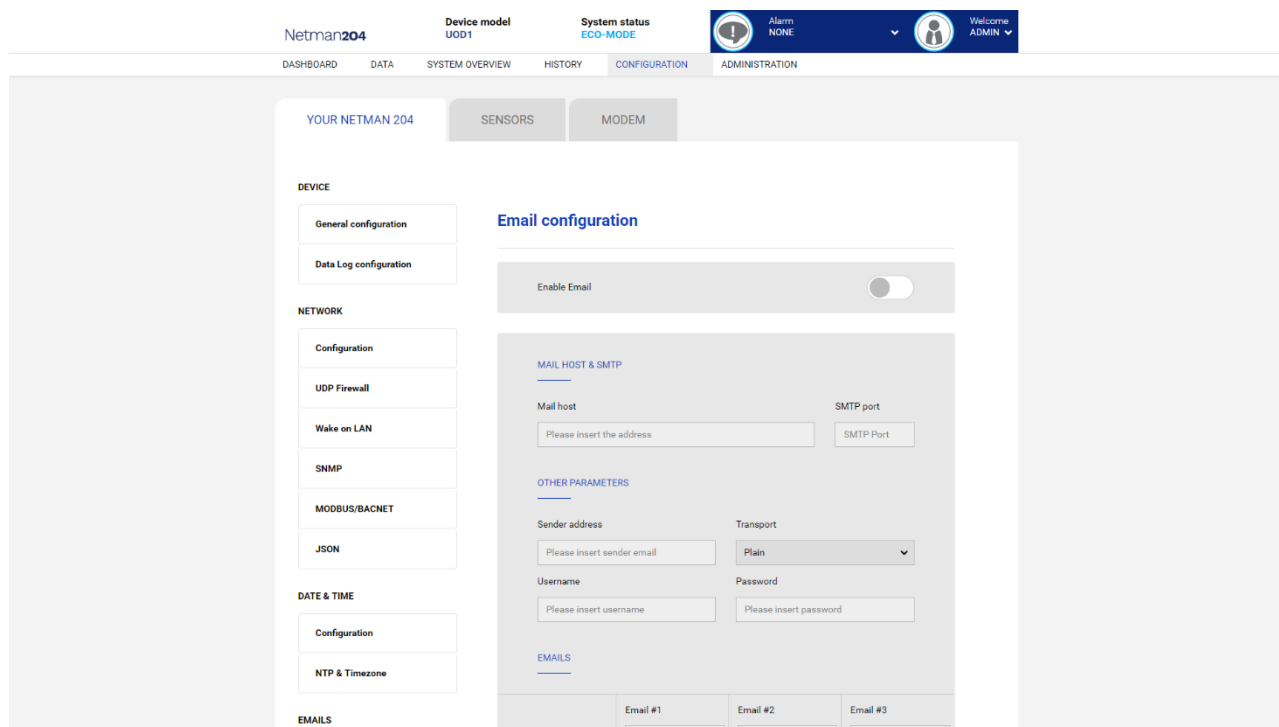 Netman204
Device model
UOD1
System status
ECO-MODE
Alarm
NONE
Welcome
ADMIN
DASHBOARD DATA SYSTEM OVERVIEW HISTORY CONFIGURATION ADMINISTRATION
YOUR NETMAN 204 SENSORS MODEM
DEVICE
General configuration
Data Log configuration
NETWORK
Configuration
UDP Firewall
Wake on LAN
SNMP
MODBUS/BACNET
JSON
DATE & TIME
Configuration
NTP & Timezone
EMAILS
Email configuration
Enable Email
MAIL HOST & SMTP
Mail host SMTP port
Please insert the address SMTP Port
OTHER PARAMETERS
Sender address Transport
Please insert sender email Plain
Username Password
Please insert username Please insert password
EMAILS
Email #1 Email #2 Email #3